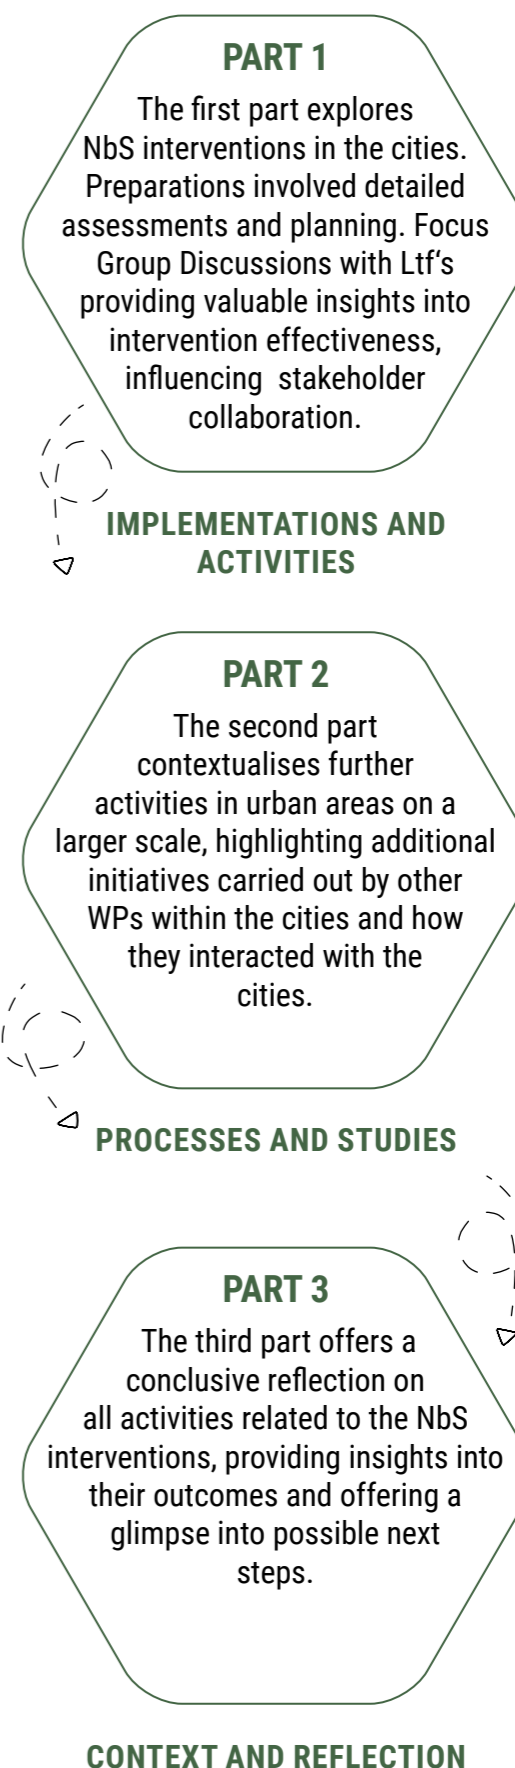 PART 1
The first part explores
NbS interventions in the cities.
Preparations involved detailed
assessments and planning. Focus
Group Discussions with Ltf‘s
providing valuable insights into
intervention effectiveness,
influencing  stakeholder
collaboration.
IMPLEMENTATIONS AND
ACTIVITIES
PART 2
The second part
contextualises further
activities in urban areas on a
larger scale, highlighting additional
initiatives carried out by other
WPs within the cities and how
they interacted with the
cities.
PROCESSES AND STUDIES
PART 3
The third part offers a
conclusive reflection on
all activities related to the NbS
interventions, providing insights into
their outcomes and offering a
glimpse into possible next
steps.
CONTEXT AND REFLECTION